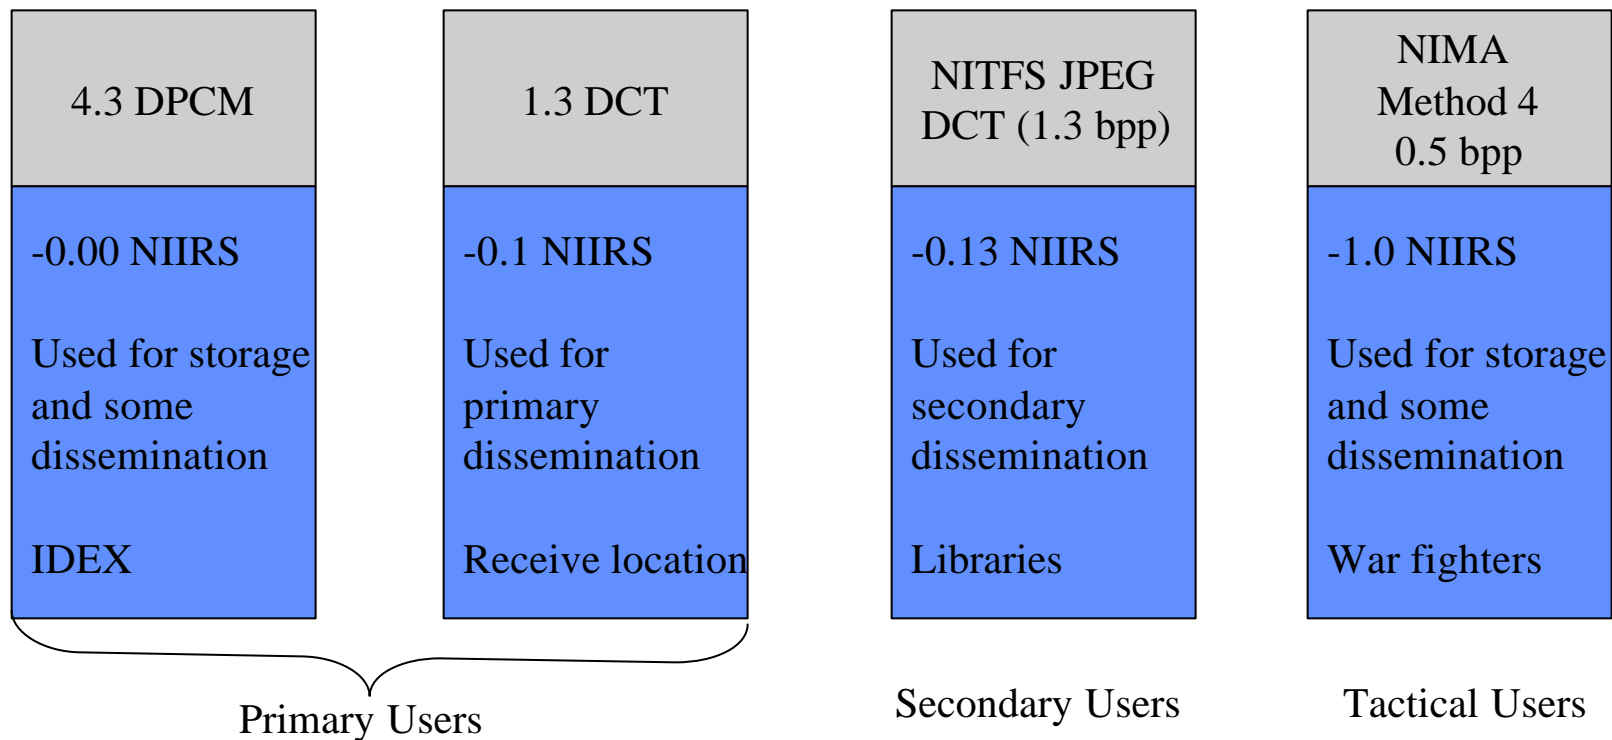 4.3 DPCM
-0.00 NIIRS
Used for storage
and some
dissemination
IDEX
1.3 DCT
-0.1 NIIRS
Used for
primary
dissemination
Receive location
Primary Users
NITFS JPEG
DCT (1.3 bpp)
-0.13 NIIRS
Used for
secondary
dissemination
Libraries
Secondary Users
NIMA
Method 4
0.5 bpp
-1.0 NIIRS
Used for storage
and some
dissemination
War fighters
Tactical Users